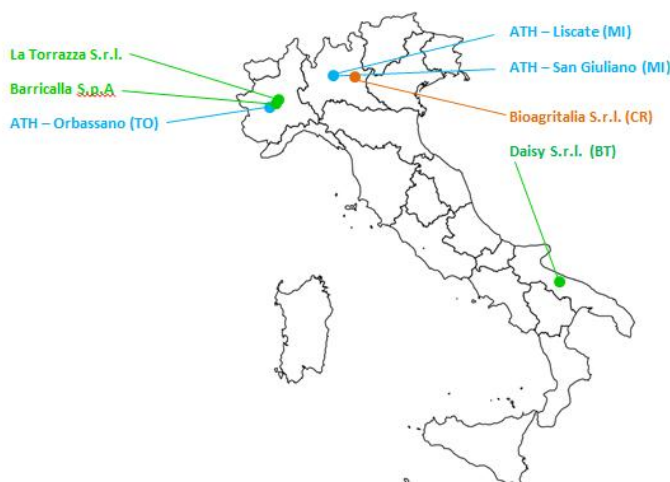 La Torrazza S.r.l.
Barricalla S.p.A
ATH – Orbassano (TO)
ATH – Liscate (MI)
ATH – San Giuliano (MI)
Bioagritalia S.r.l. (CR)
Daisy S.r.l. (BT)